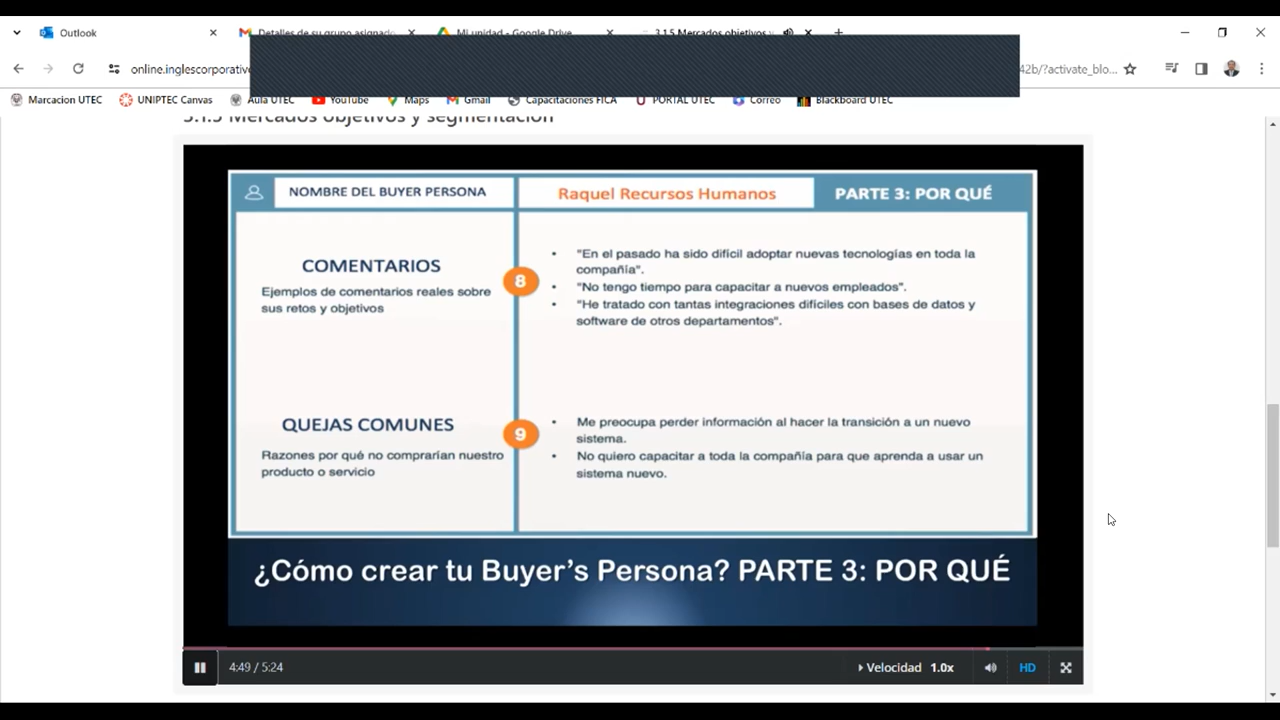 Outlook
Detalles de su grupo asignado
Mi unidad - Google Drive
3.1.5 Mercados objetivos y
online.inglescorporativo
42b/?activate_blo...
Marcacion UTEC
UNIPTEC Canvas
Aula UTEC
YouTube
Maps
Gmail
Capacitaciones FICA
PORTAL UTEC
Correo
Blackboard UTEC
3.1.5 Mercados objetivos y segmentación
NOMBRE DEL BUYER PERSONA
Raquel Recursos Humanos
PARTE 3: POR QUÉ
COMENTARIOS
Ejemplos de comentarios reales sobre
sus retos y objetivos
8
• "En el pasado ha sido difícil adoptar nuevas tecnologías en toda la
compañía".
• "No tengo tiempo para capacitar a nuevos empleados".
• "He tratado con tantas integraciones difíciles con bases de datos y
software de otros departamentos".
QUEJAS COMUNES
Razones por qué no comprarían nuestro
producto o servicio
9
• Me preocupa perder información al hacer la transición a un nuevo
sistema.
• No quiero capacitar a toda la compañía para que aprenda a usar un
sistema nuevo.
¿Cómo crear tu Buyer's Persona? PARTE 3: POR QUÉ
4:49 / 5:24
Velocidad 1.0x
HD